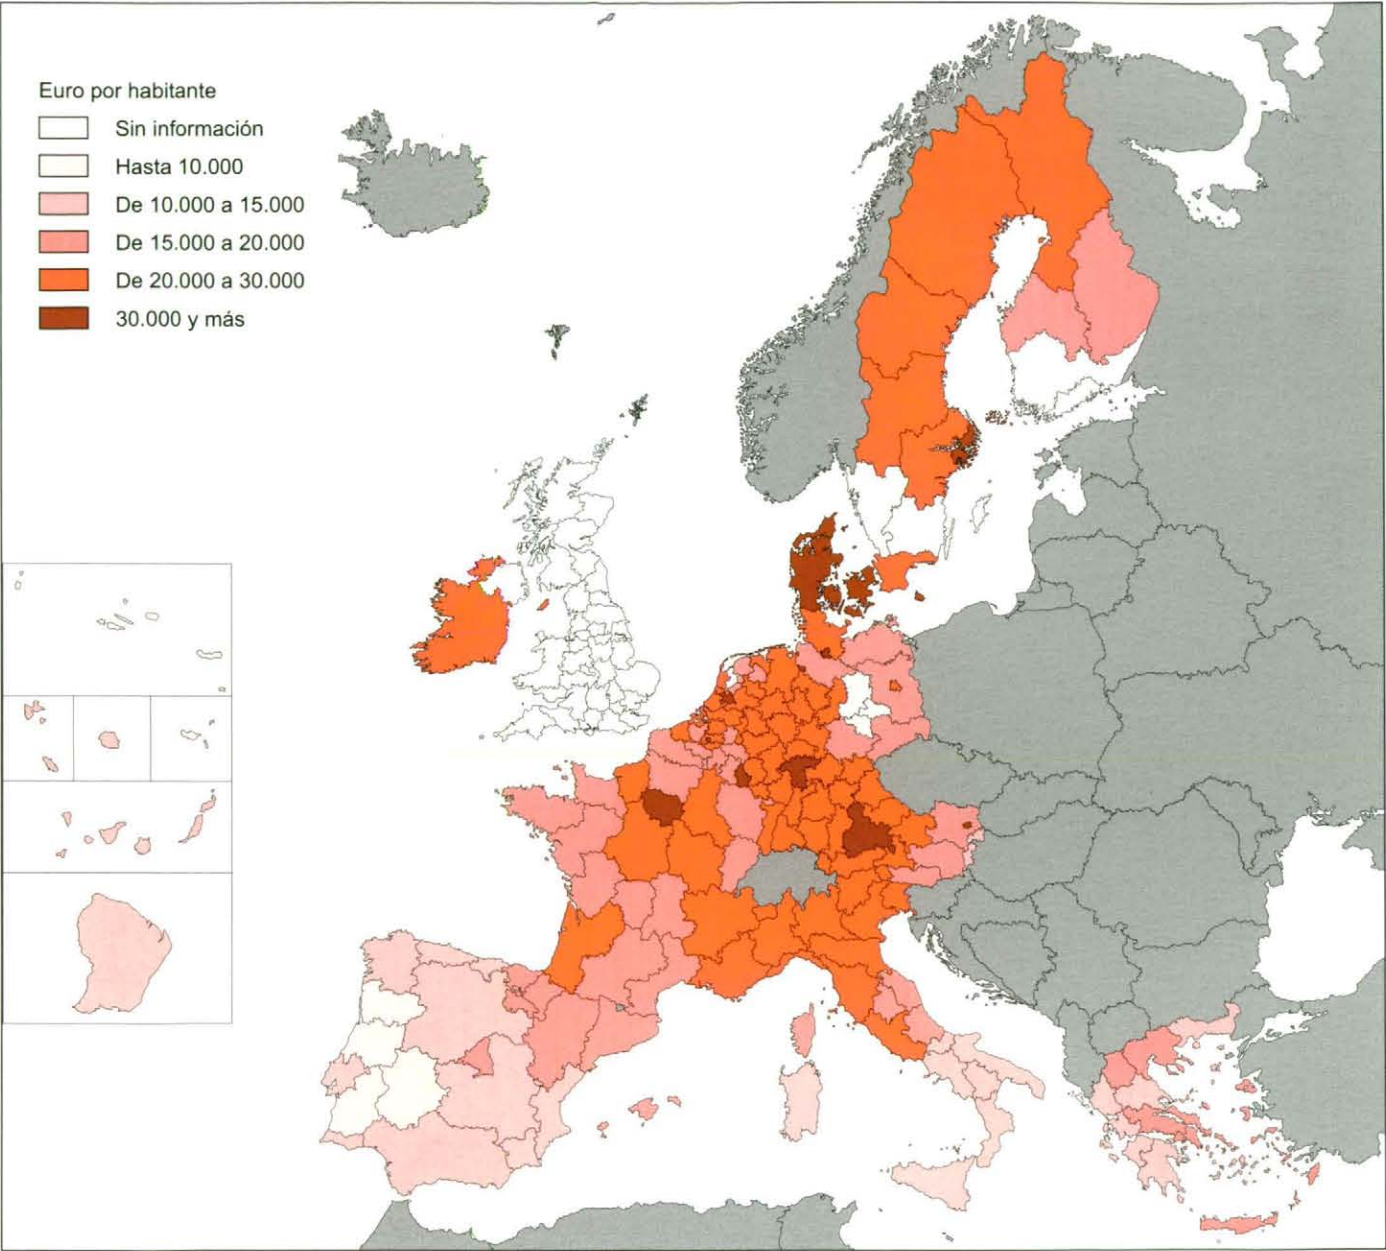 Euro por habitante
Sin información
Hasta 10.000
De 10.000 a 15.000
De 15.000 a 20.000
De 20.000 a 30.000
30.000 y más